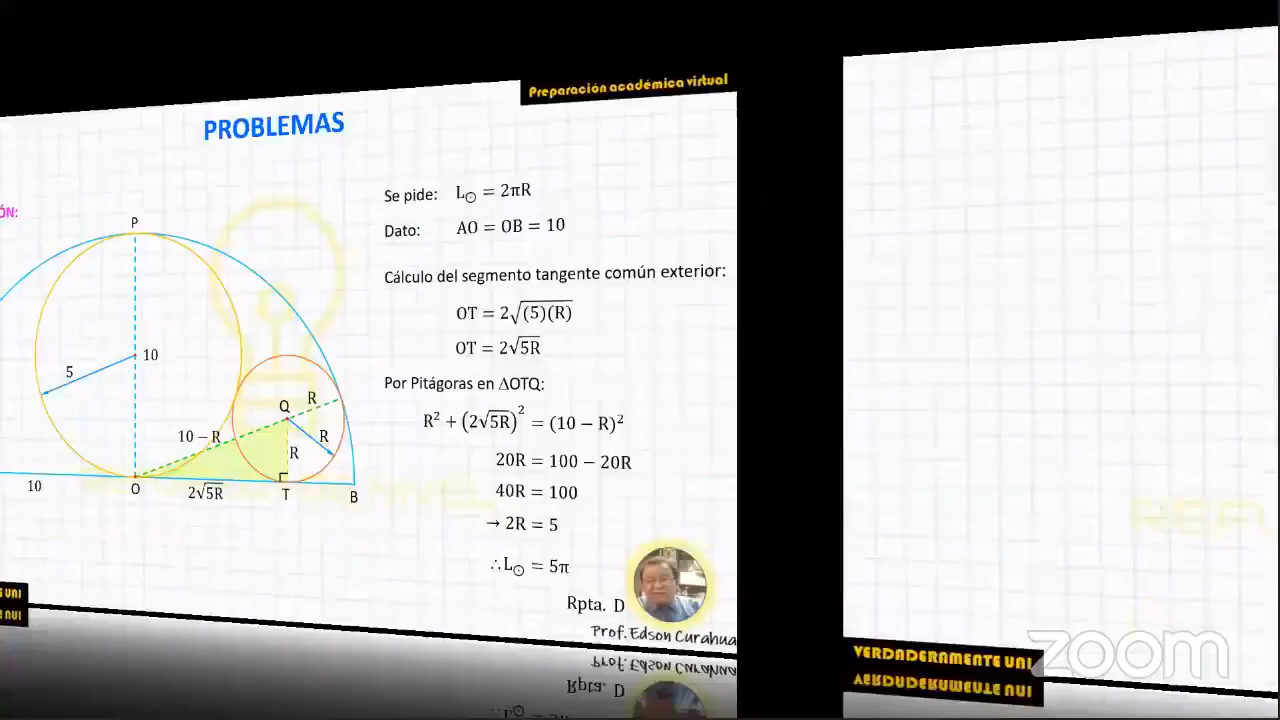 Preparación académica virtual
PROBLEMAS
ÓN:
Se pide: L⊙ = 2πR
Dato: AO = OB = 10
Cálculo del segmento tangente común exterior:
OT = 2√(5)(R)
OT = 2√5R
Por Pitágoras en ΔOTQ:
R² + (2√5R)² = (10 − R)²
20R = 100 − 20R
40R = 100
→ 2R = 5
∴L⊙ = 5π
Rpta. D
Prof. Edson Curahua
P
10
5
Q
R
10 − R
R
R
10
O
2√5R
T
B
UNI
VERDADERAMENTE UNI
zoom